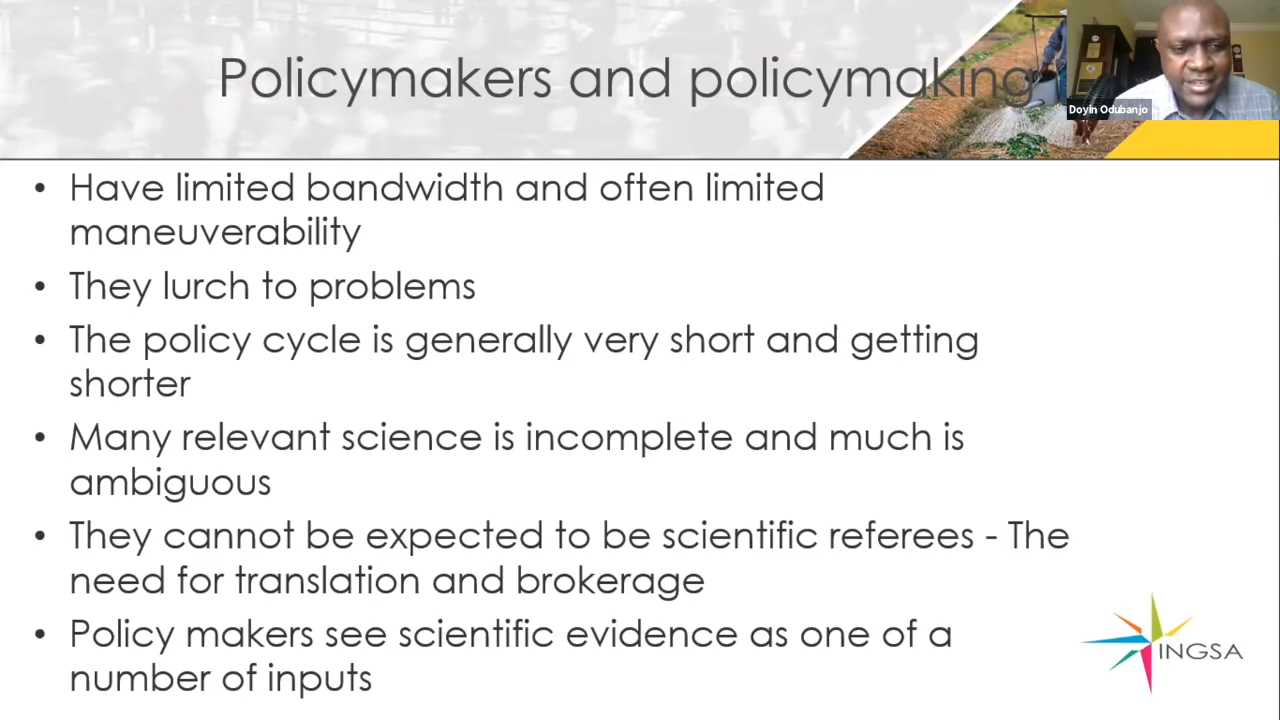 Policymakers and policymaking
Doyin Odubanjo
• Have limited bandwidth and often limited
maneuverability
• They lurch to problems
• The policy cycle is generally very short and getting
shorter
• Many relevant science is incomplete and much is
ambiguous
• They cannot be expected to be scientific referees - The
need for translation and brokerage
• Policy makers see scientific evidence as one of a
number of inputs
INGSA